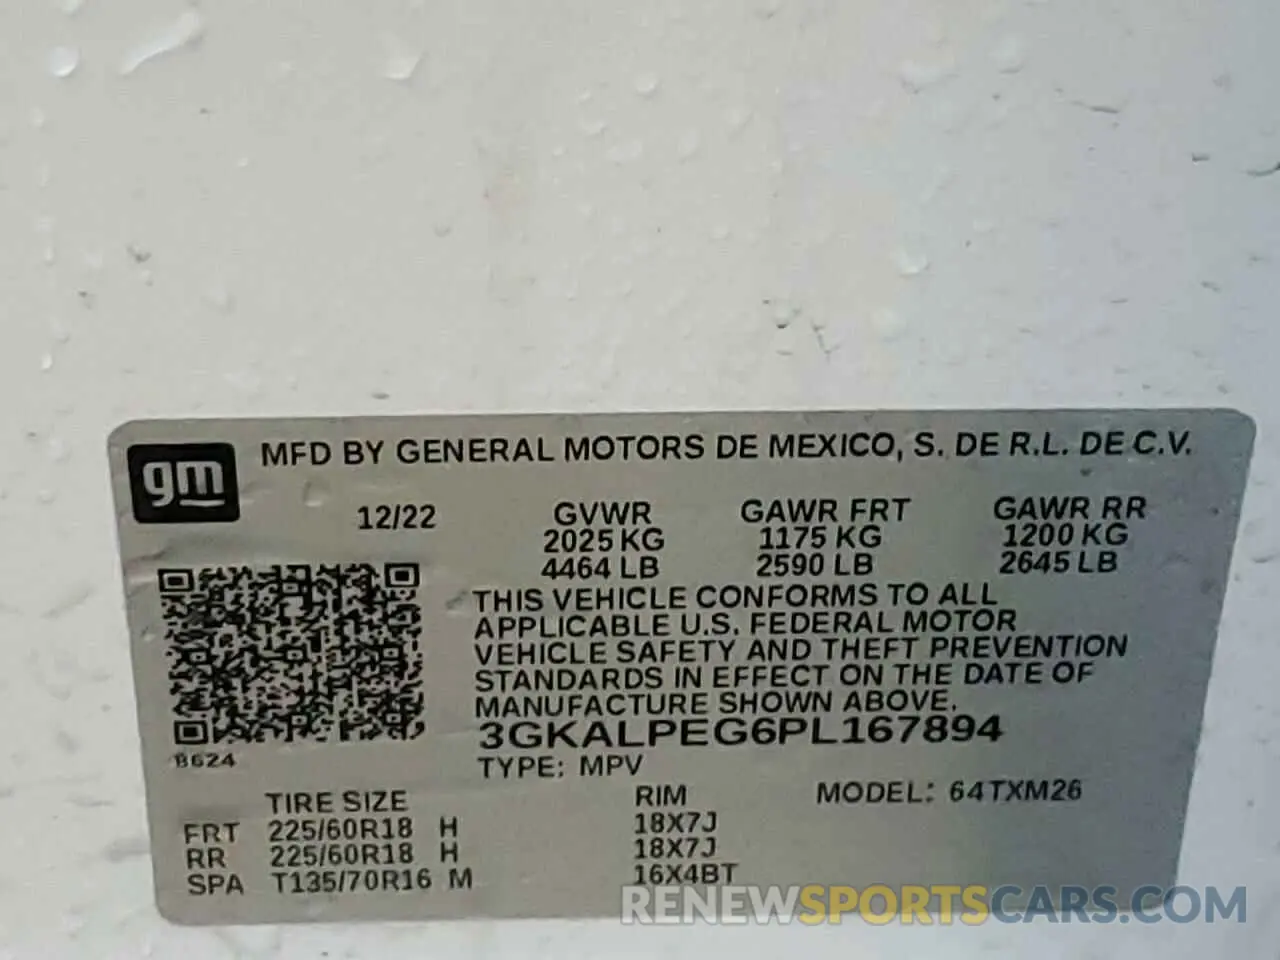 gm
MFD BY GENERAL MOTORS DE MEXICO, S. DE R.L. DE C.V.
12/22 GVWR GAWR FRT GAWR RR
2025 KG 1175 KG 1200 KG
4464 LB 2590 LB 2645 LB
THIS VEHICLE CONFORMS TO ALL
APPLICABLE U.S. FEDERAL MOTOR
VEHICLE SAFETY AND THEFT PREVENTION
STANDARDS IN EFFECT ON THE DATE OF
MANUFACTURE SHOWN ABOVE.
3GKALPEG6PL167894
8624
TYPE: MPV
TIRE SIZE RIM MODEL: 64TXM26
FRT 225/60R18 H 18X7J
RR 225/60R18 H 18X7J
SPA T135/70R16 M 16X4BT
RENEWSPORTSCARS.COM